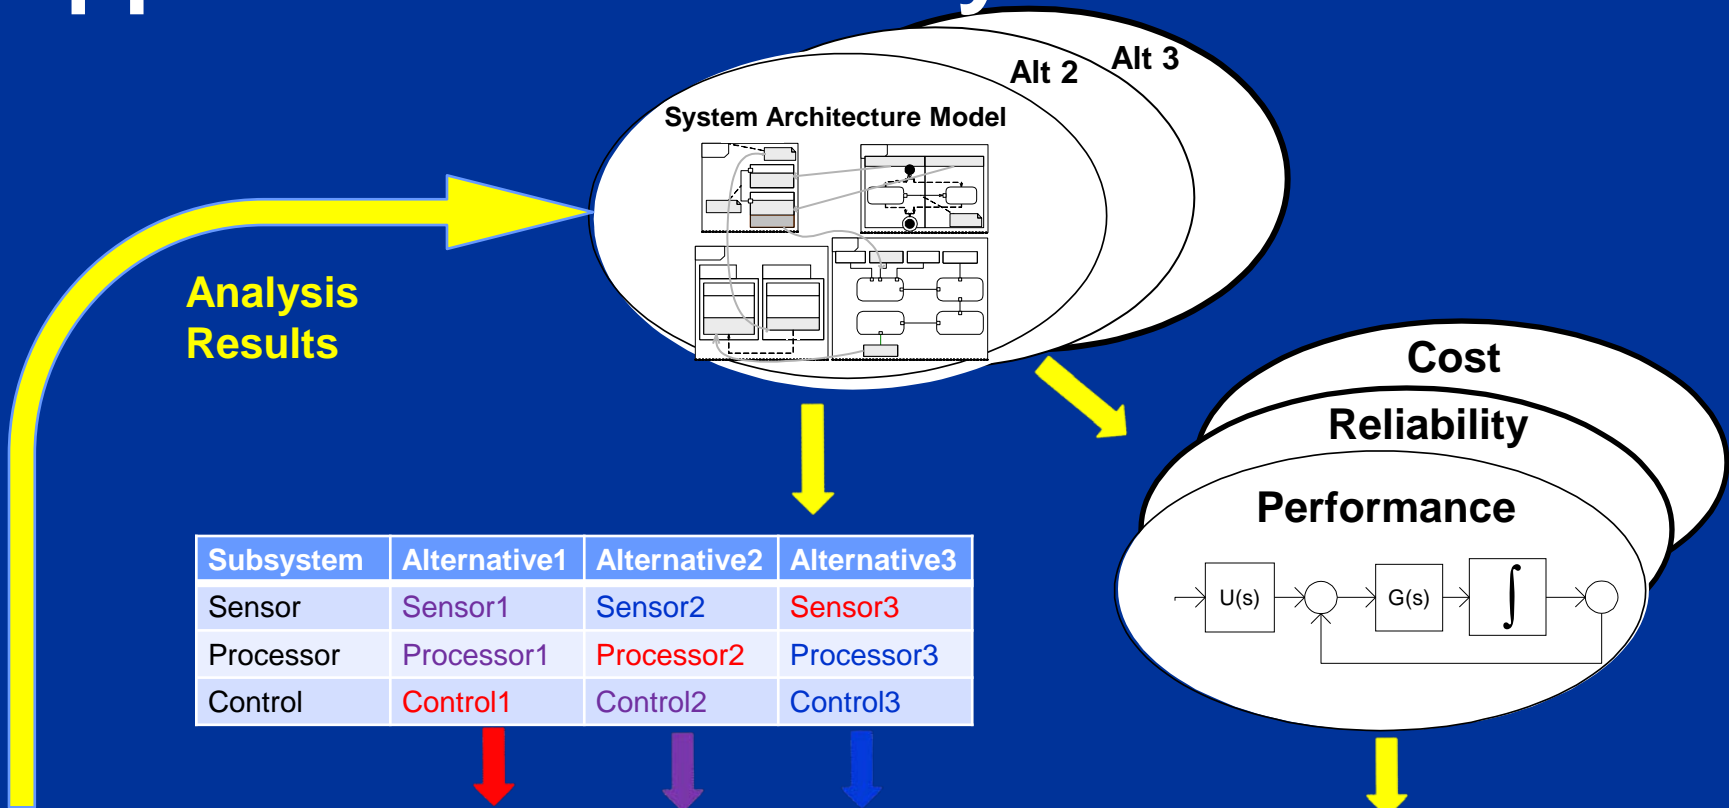 Alt 3
Alt 2
System Architecture Model
Analysis
Results
Cost
Reliability
Performance
U(s) G(s) ∫
Subsystem Alternative1 Alternative2 Alternative3
Sensor Sensor1 Sensor2 Sensor3
Processor Processor1 Processor2 Processor3
Control Control1 Control2 Control3